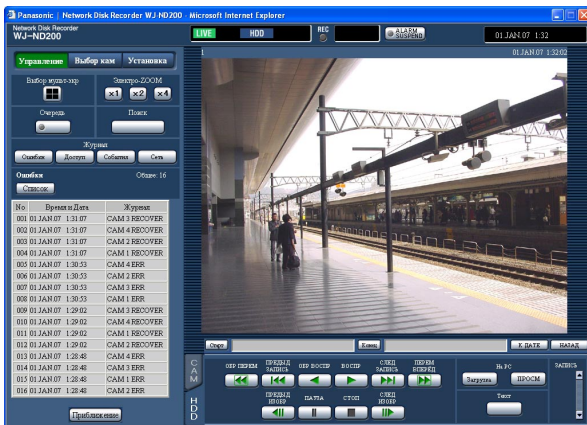 Panasonic | Network Disk Recorder WJ-ND200 - Microsoft Internet Explorer
Network Disk Recorder
WJ-ND200
LIVE HDD REC ALARM SUSPEND 01.JAN.07 1:32
Управление Выбор кам Установка
1 01.JAN.07 1:32:02
Выбор мульт-экр Электро-ZOOM
x1 x2 x4
Очередь Поиск
Журнал
Ошибки Доступ События Сеть
Ошибки Общее: 16
Список
No Время и Дата Журнал
001 01.JAN.07 1:31:07 CAM 3 RECOVER
002 01.JAN.07 1:31:07 CAM 4 RECOVER
003 01.JAN.07 1:31:07 CAM 2 RECOVER
004 01.JAN.07 1:31:07 CAM 1 RECOVER
005 01.JAN.07 1:30:53 CAM 4 ERR
006 01.JAN.07 1:30:53 CAM 2 ERR
007 01.JAN.07 1:30:53 CAM 3 ERR
008 01.JAN.07 1:30:53 CAM 1 ERR
009 01.JAN.07 1:29:02 CAM 3 RECOVER
010 01.JAN.07 1:29:02 CAM 4 RECOVER
011 01.JAN.07 1:29:02 CAM 1 RECOVER
012 01.JAN.07 1:29:02 CAM 2 RECOVER
013 01.JAN.07 1:28:48 CAM 4 ERR
014 01.JAN.07 1:28:48 CAM 3 ERR
015 01.JAN.07 1:28:48 CAM 1 ERR
016 01.JAN.07 1:28:48 CAM 2 ERR
Приближение
Старт Конец К ДАТЕ НАЗАД
CAM
HDD
ОБР ПЕРЕМ ПРЕДЫД ЗАПИСЬ ОБР ВОСПР ВОСПР СЛЕД ЗАПИСЬ ПЕРЕМ ВПЕРЁД
ПРЕДЫД ИЗОБР ПАУЗА СТОП СЛЕД ИЗОБР
На PC
Загрузка ПРОСМ
Текст
ЗАПИСЬ